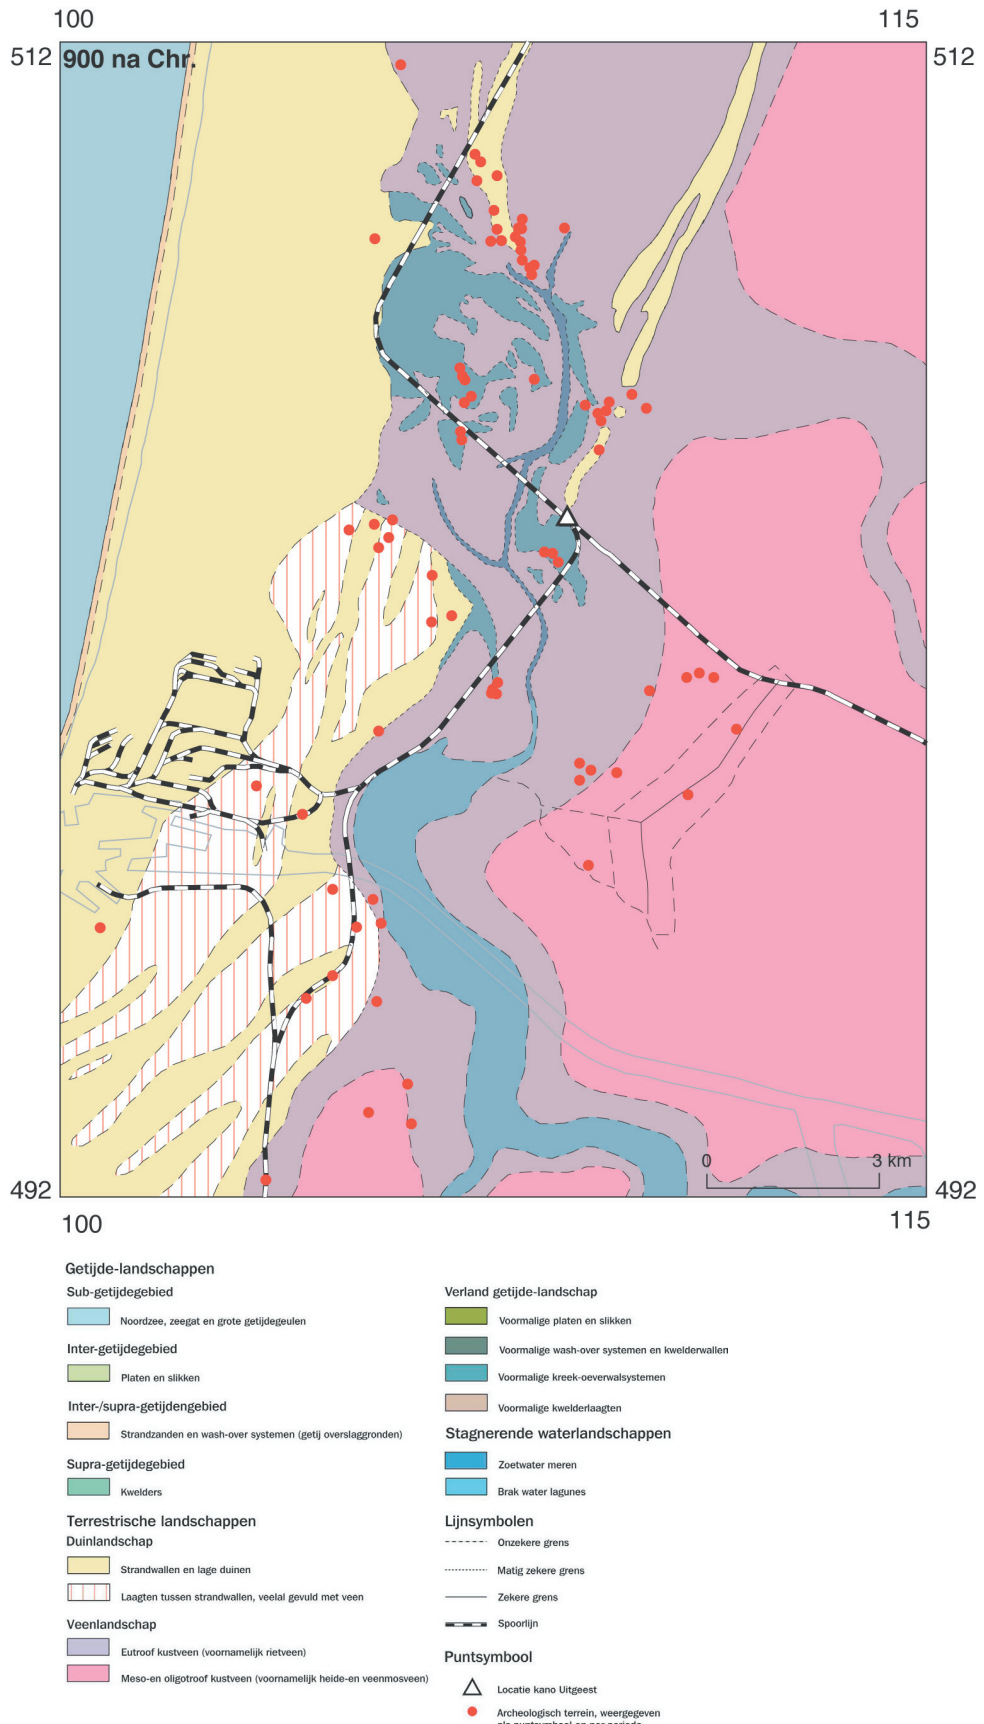 100 115
512 512
900 na Chr.
0 3 km
492 492
100 115
Getijde-landschappen
Sub-getijdegebied
Noordzee, zeegat en grote getijdegeulen
Inter-getijdegebied
Platen en slikken
Inter-/supra-getijdengebied
Strandzanden en wash-over systemen (getij overslaggronden)
Supra-getijdegebied
Kwelders
Terrestrische landschappen
Duinlandschap
Strandwallen en lage duinen
Laagten tussen strandwallen, veelal gevuld met veen
Veenlandschap
Eutroof kustveen (voornamelijk rietveen)
Meso-en oligotroof kustveen (voornamelijk heide-en veenmosveen)
Verland getijde-landschap
Voormalige platen en slikken
Voormalige wash-over systemen en kwelderwallen
Voormalige kreek-oeverwalsystemen
Voormalige kwelderlaagten
Stagnerende waterlandschappen
Zoetwater meren
Brak water lagunes
Lijnsymbolen
Onzekere grens
Matig zekere grens
Zekere grens
Spoorlijn
Puntsymbool
Locatie kano Uitgeest
Archeologisch terrein, weergegeven